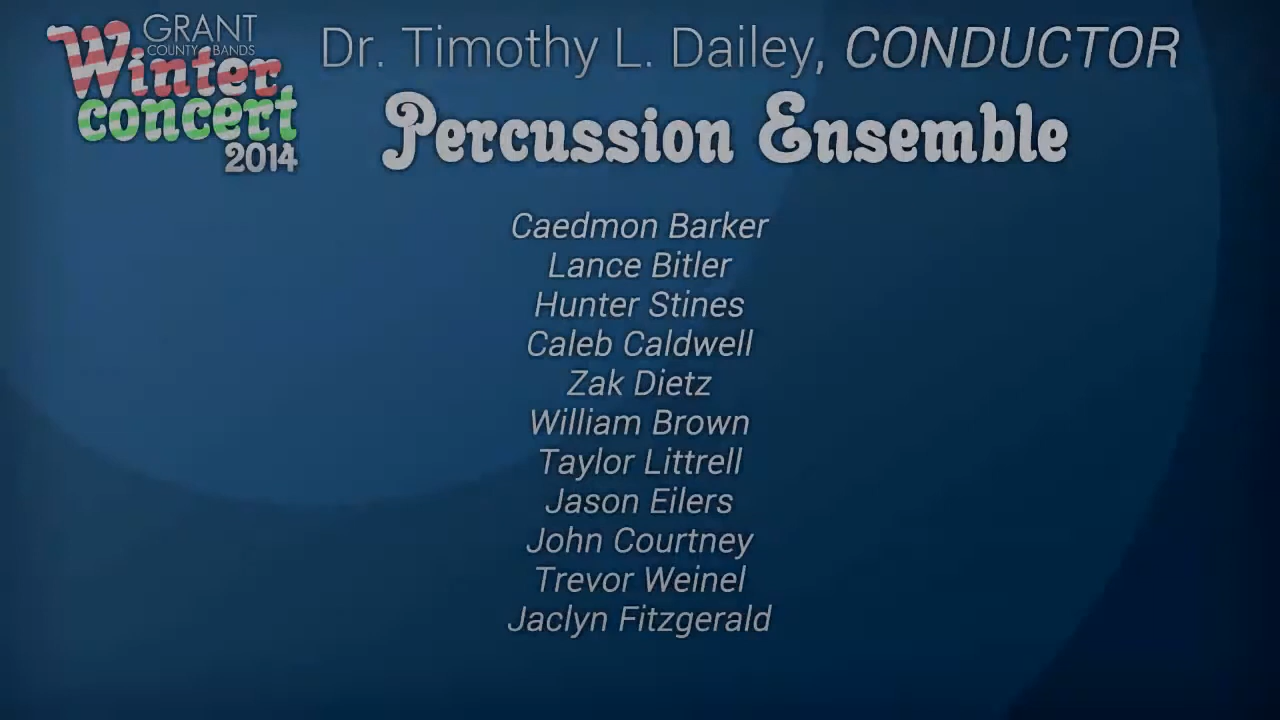 GRANT
COUNTY BANDS
Winter
concert
2014
Dr. Timothy L. Dailey, CONDUCTOR
Percussion Ensemble
Caedmon Barker
Lance Bitler
Hunter Stines
Caleb Caldwell
Zak Dietz
William Brown
Taylor Littrell
Jason Eilers
John Courtney
Trevor Weinel
Jaclyn Fitzgerald